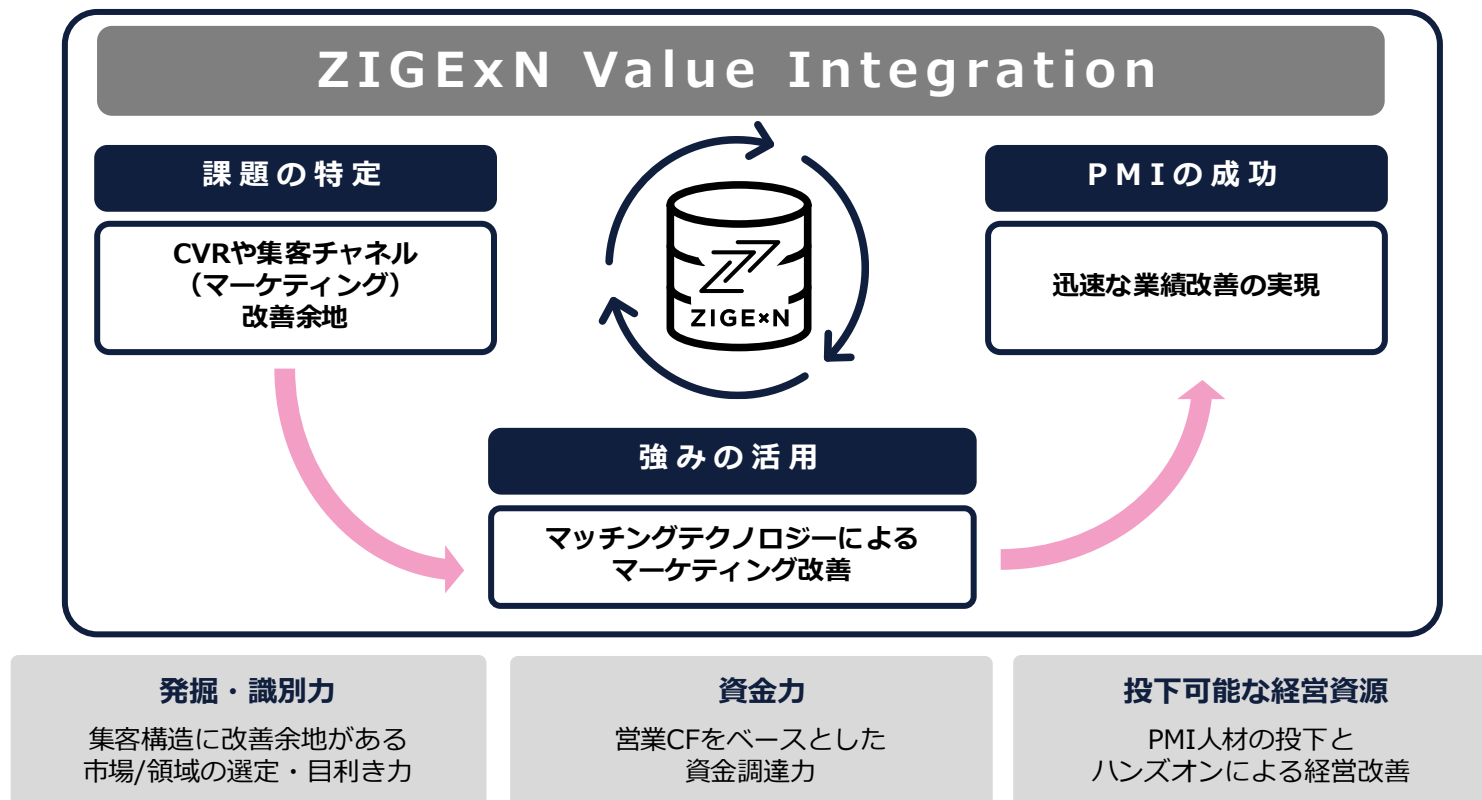 ZIGExN Value Integration
課題の特定
CVRや集客チャネル
（マーケティング）
改善余地
ZIGE×N
PMIの成功
迅速な業績改善の実現
強みの活用
マッチングテクノロジーによる
マーケティング改善
発掘・識別力
集客構造に改善余地がある
市場/領域の選定・目利き力
資金力
営業CFをベースとした
資金調達力
投下可能な経営資源
PMI人材の投下と
ハンズオンによる経営改善